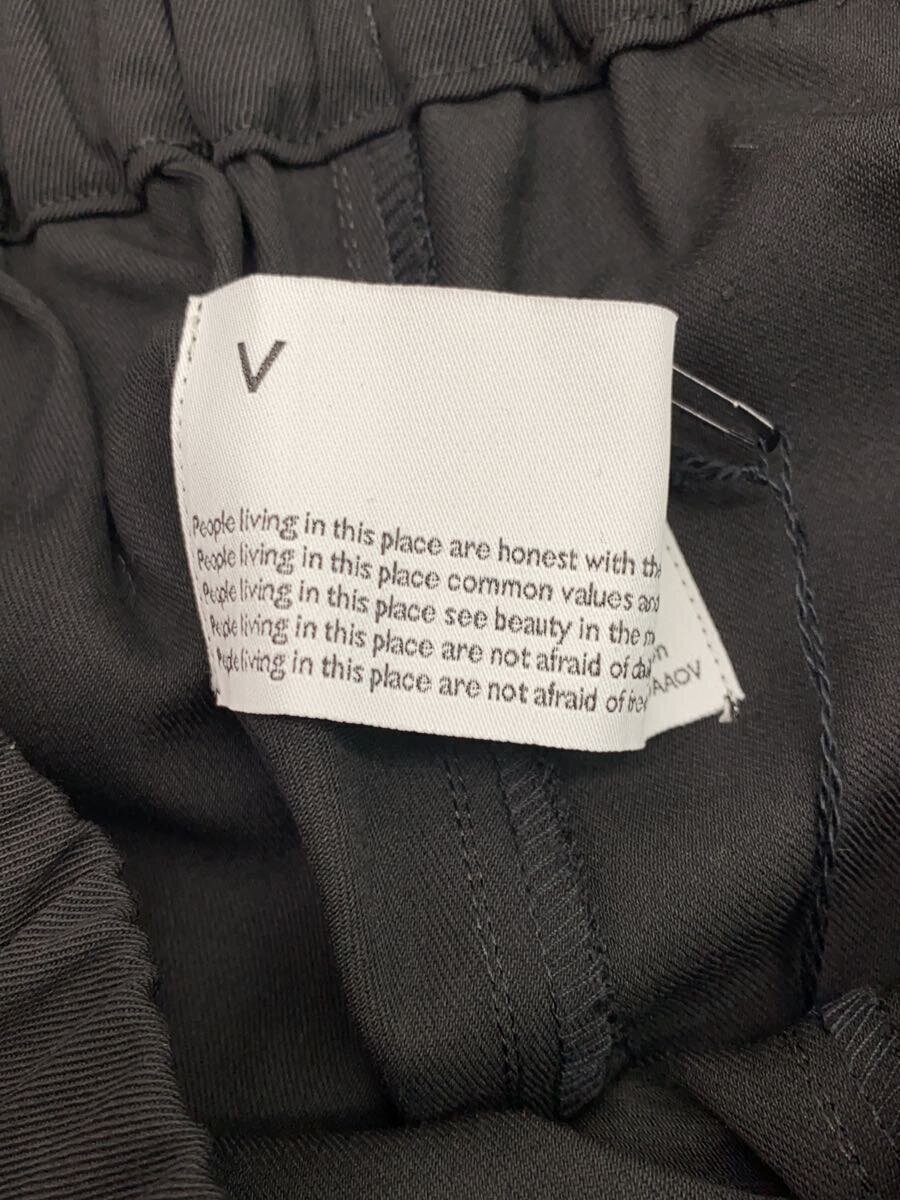 V
People living in this place are honest with the
People living in this place common values and
People living in this place see beauty in the m
People living in this place are not afraid of
People living in this place are not afraid of
AAOV